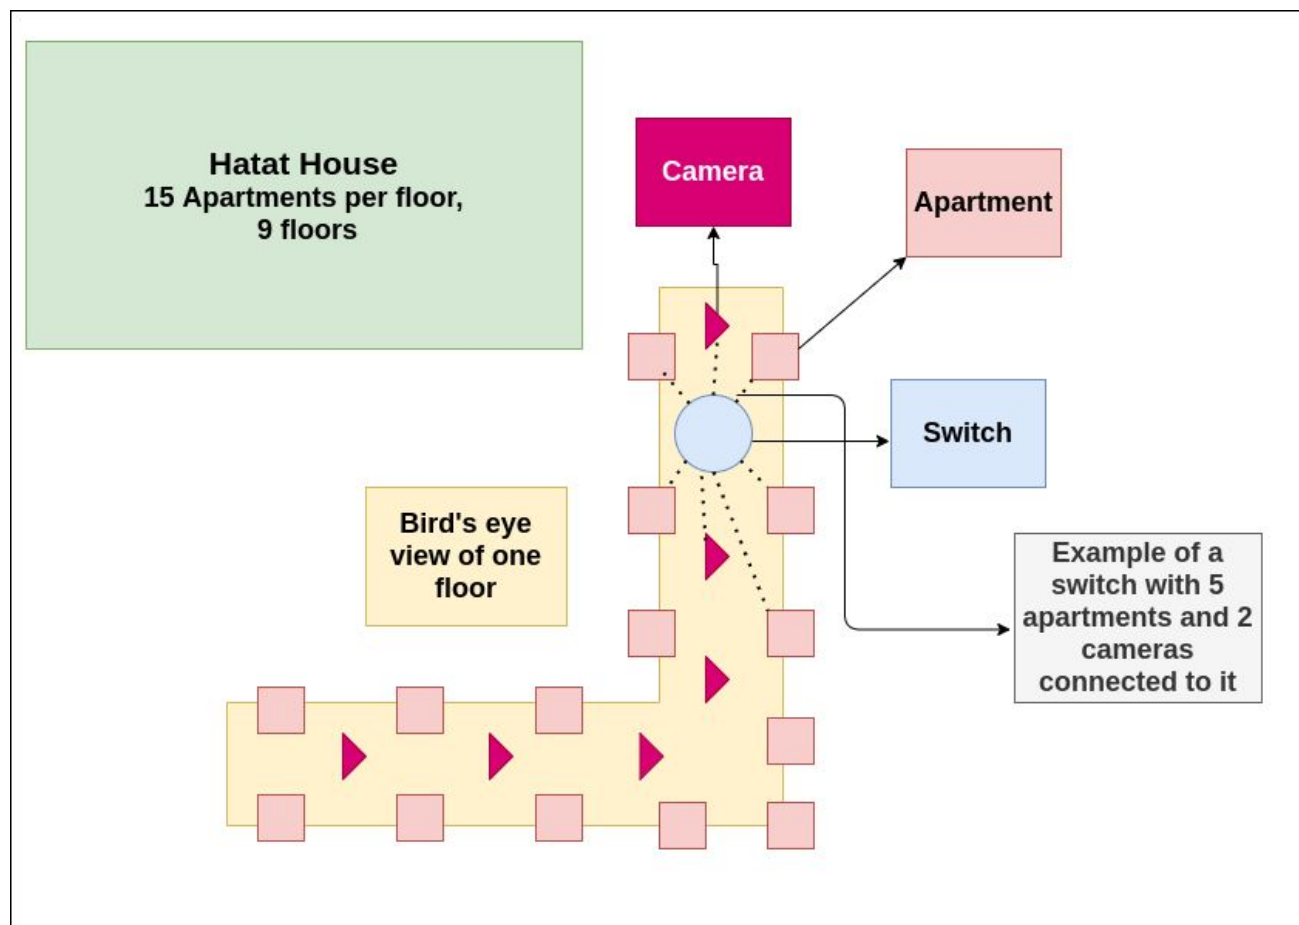 Hatat House
15 Apartments per floor,
9 floors
Camera
Apartment
Switch
Bird's eye
view of one
floor
Example of a
switch with 5
apartments and 2
cameras
connected to it